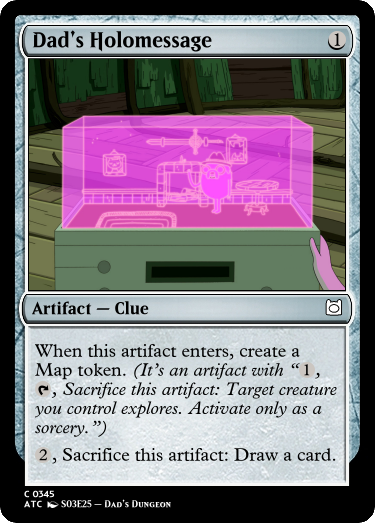 Dad's Holomessage 1
Artifact — Clue
When this artifact enters, create a
Map token. (It's an artifact with "1,
, Sacrifice this artifact: Target creature
you control explores. Activate only as a
sorcery.")
2, Sacrifice this artifact: Draw a card.
C 0345
ATC S03E25 – Dad's Dungeon